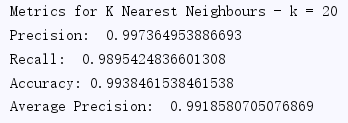 Metrics for K Nearest Neighbours - k = 20
Precision:  0.997364953886693
Recall:  0.9895424836601308
Accuracy: 0.9938461538461538
Average Precision:  0.9918580705076869